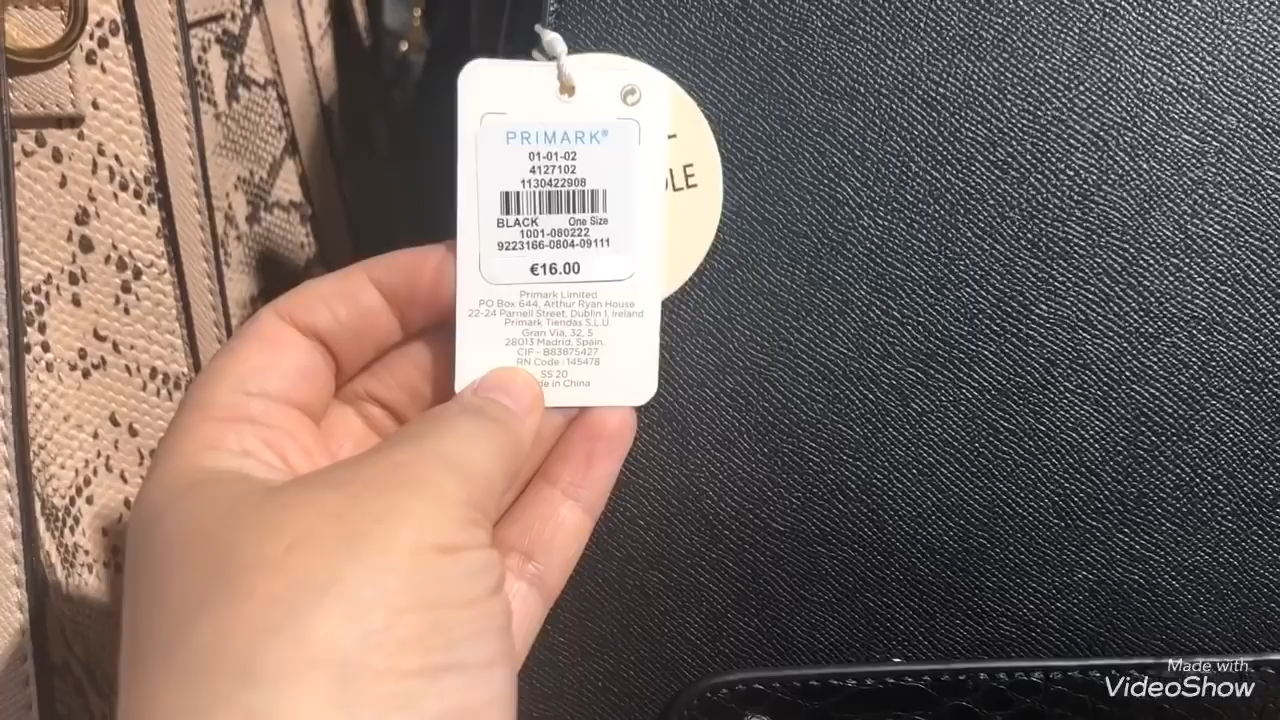 PRIMARK®
01-01-02
4127102
1130422908
BLACK One Size
1001-080222
9223166-0804-09111
€16.00
Primark Limited
PO Box 644, Arthur Ryan House
22-24 Parnell Street, Dublin 1, Ireland
Primark Tiendas S.L.U.
Gran Via, 32, 5
28013 Madrid, Spain,
CIF - B83875427
RN Code : 145478
SS 20
de in China
Made with
VideoShow